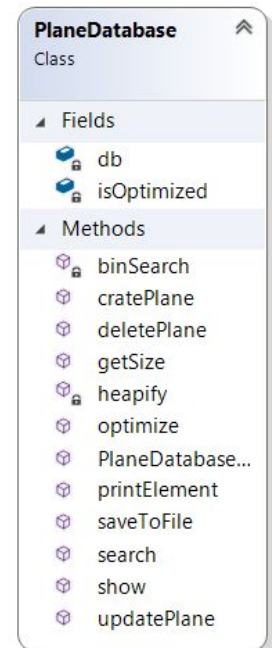 PlaneDatabase
Class
Fields
db
isOptimized
Methods
binSearch
cratePlane
deletePlane
getSize
heapify
optimize
PlaneDatabase...
printElement
saveToFile
search
show
updatePlane